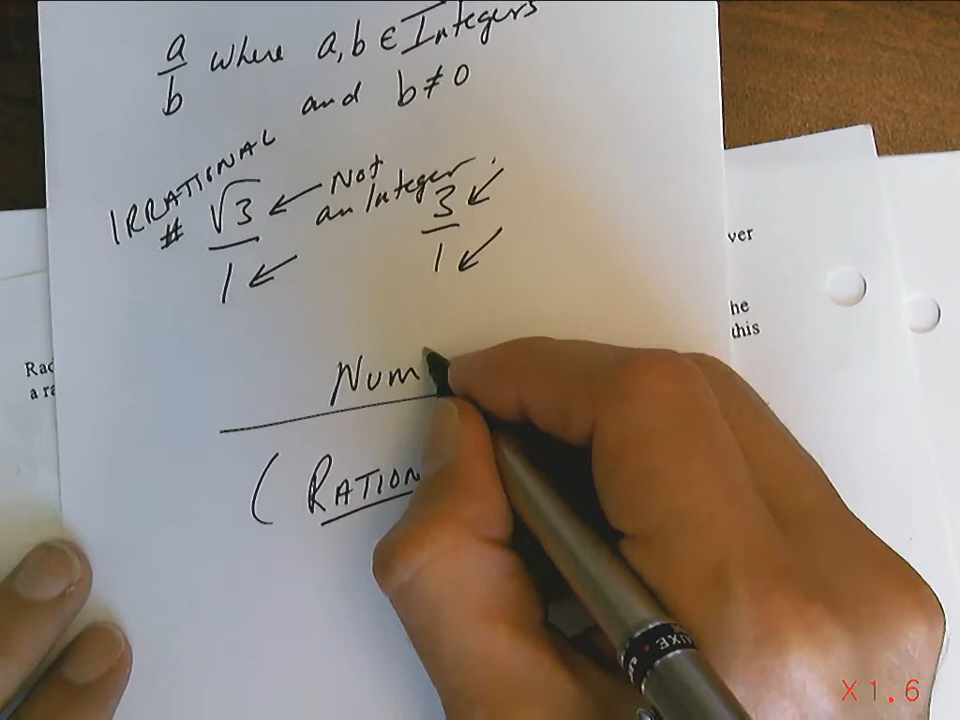 a
b
where a, b ∈ Integers
and b ≠ 0
IRRATIONAL
#
√3
1
Not
an Integer
3
1
Num
( RATION
ver
he
this
Rad
a ra
UXE
X1.6